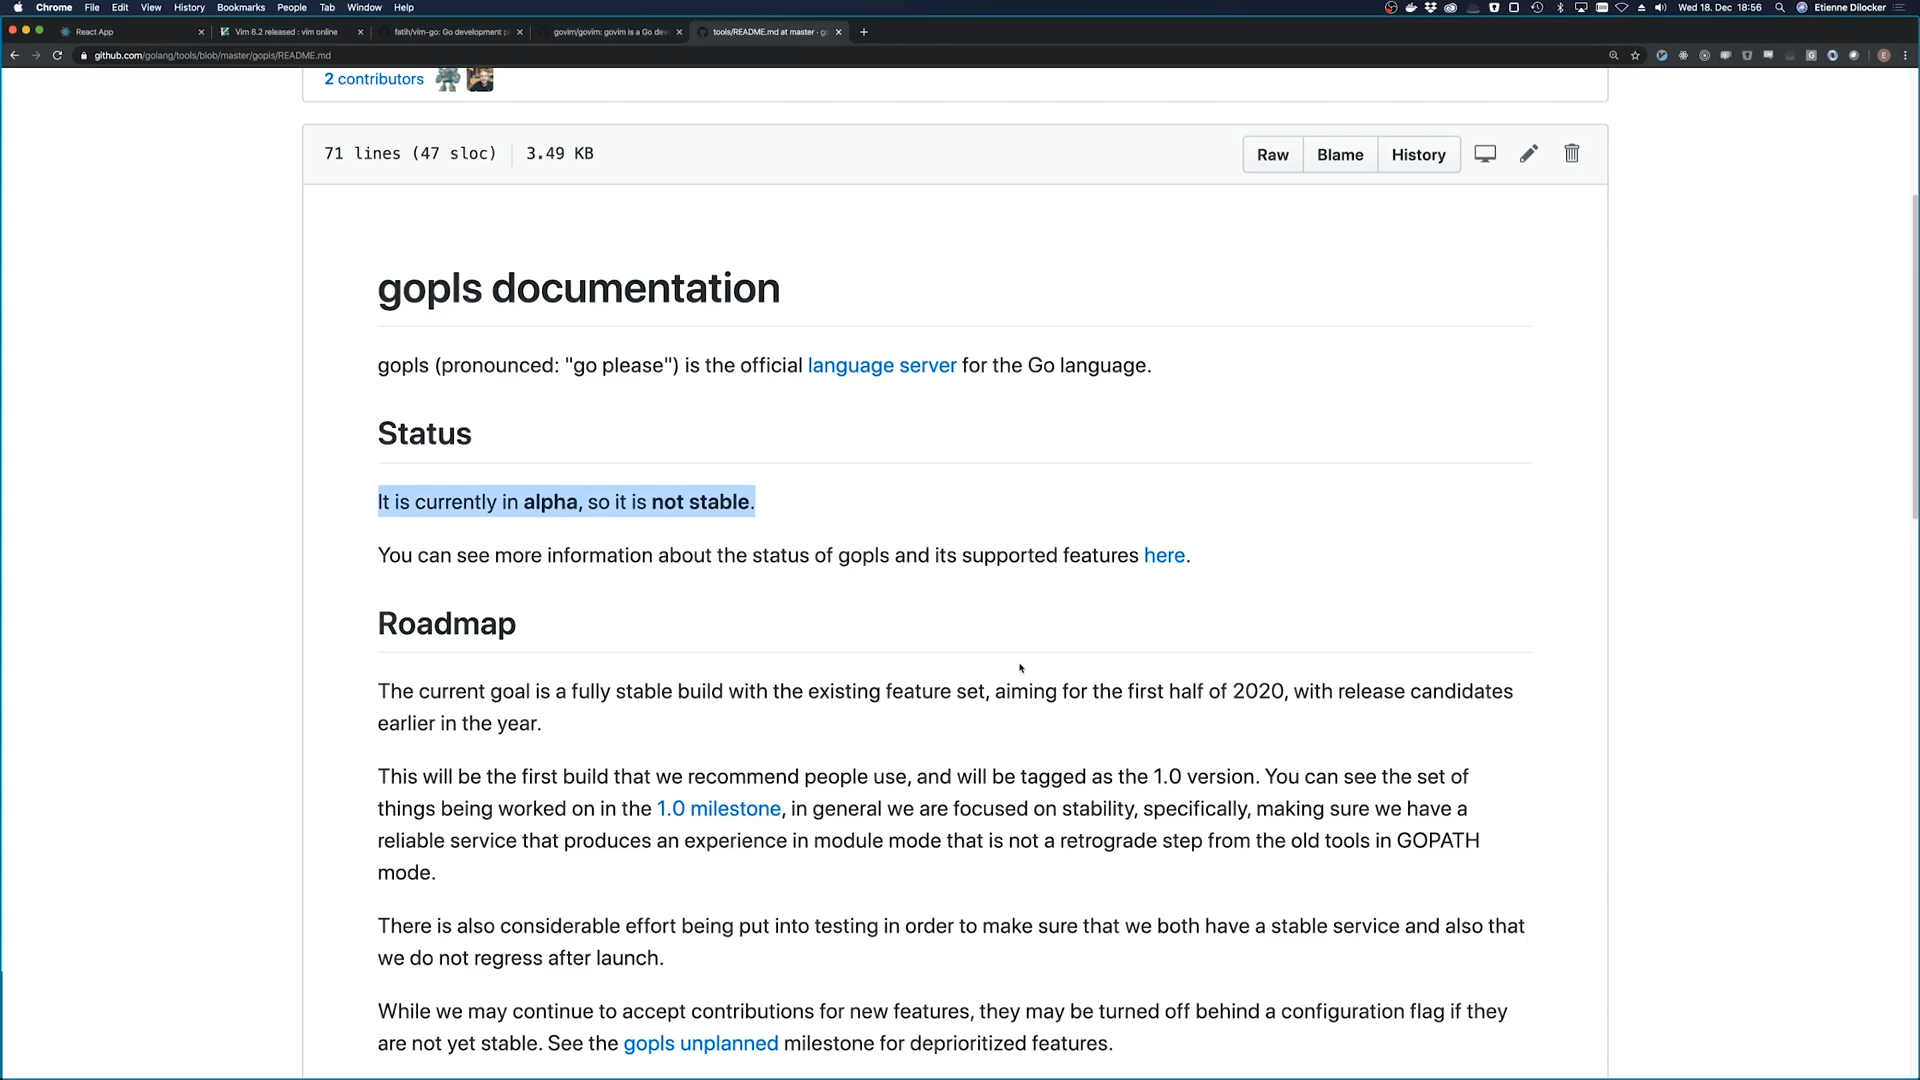 Chrome File Edit View History Bookmarks People Tab Window Help Wed 18. Dec 18:56 Etienne Dilocker
React App Vim 8.2 released : vim online fatih/vim-go: Go development p govim/govim: govim is a Go dev tools/README.md at master · g
github.com/golang/tools/blob/master/gopls/README.md
2 contributors
71 lines (47 sloc) 3.49 KB Raw Blame History
gopls documentation
gopls (pronounced: "go please") is the official language server for the Go language.
Status
It is currently in alpha, so it is not stable.
You can see more information about the status of gopls and its supported features here.
Roadmap
The current goal is a fully stable build with the existing feature set, aiming for the first half of 2020, with release candidates
earlier in the year.
This will be the first build that we recommend people use, and will be tagged as the 1.0 version. You can see the set of
things being worked on in the 1.0 milestone, in general we are focused on stability, specifically, making sure we have a
reliable service that produces an experience in module mode that is not a retrograde step from the old tools in GOPATH
mode.
There is also considerable effort being put into testing in order to make sure that we both have a stable service and also that
we do not regress after launch.
While we may continue to accept contributions for new features, they may be turned off behind a configuration flag if they
are not yet stable. See the gopls unplanned milestone for deprioritized features.